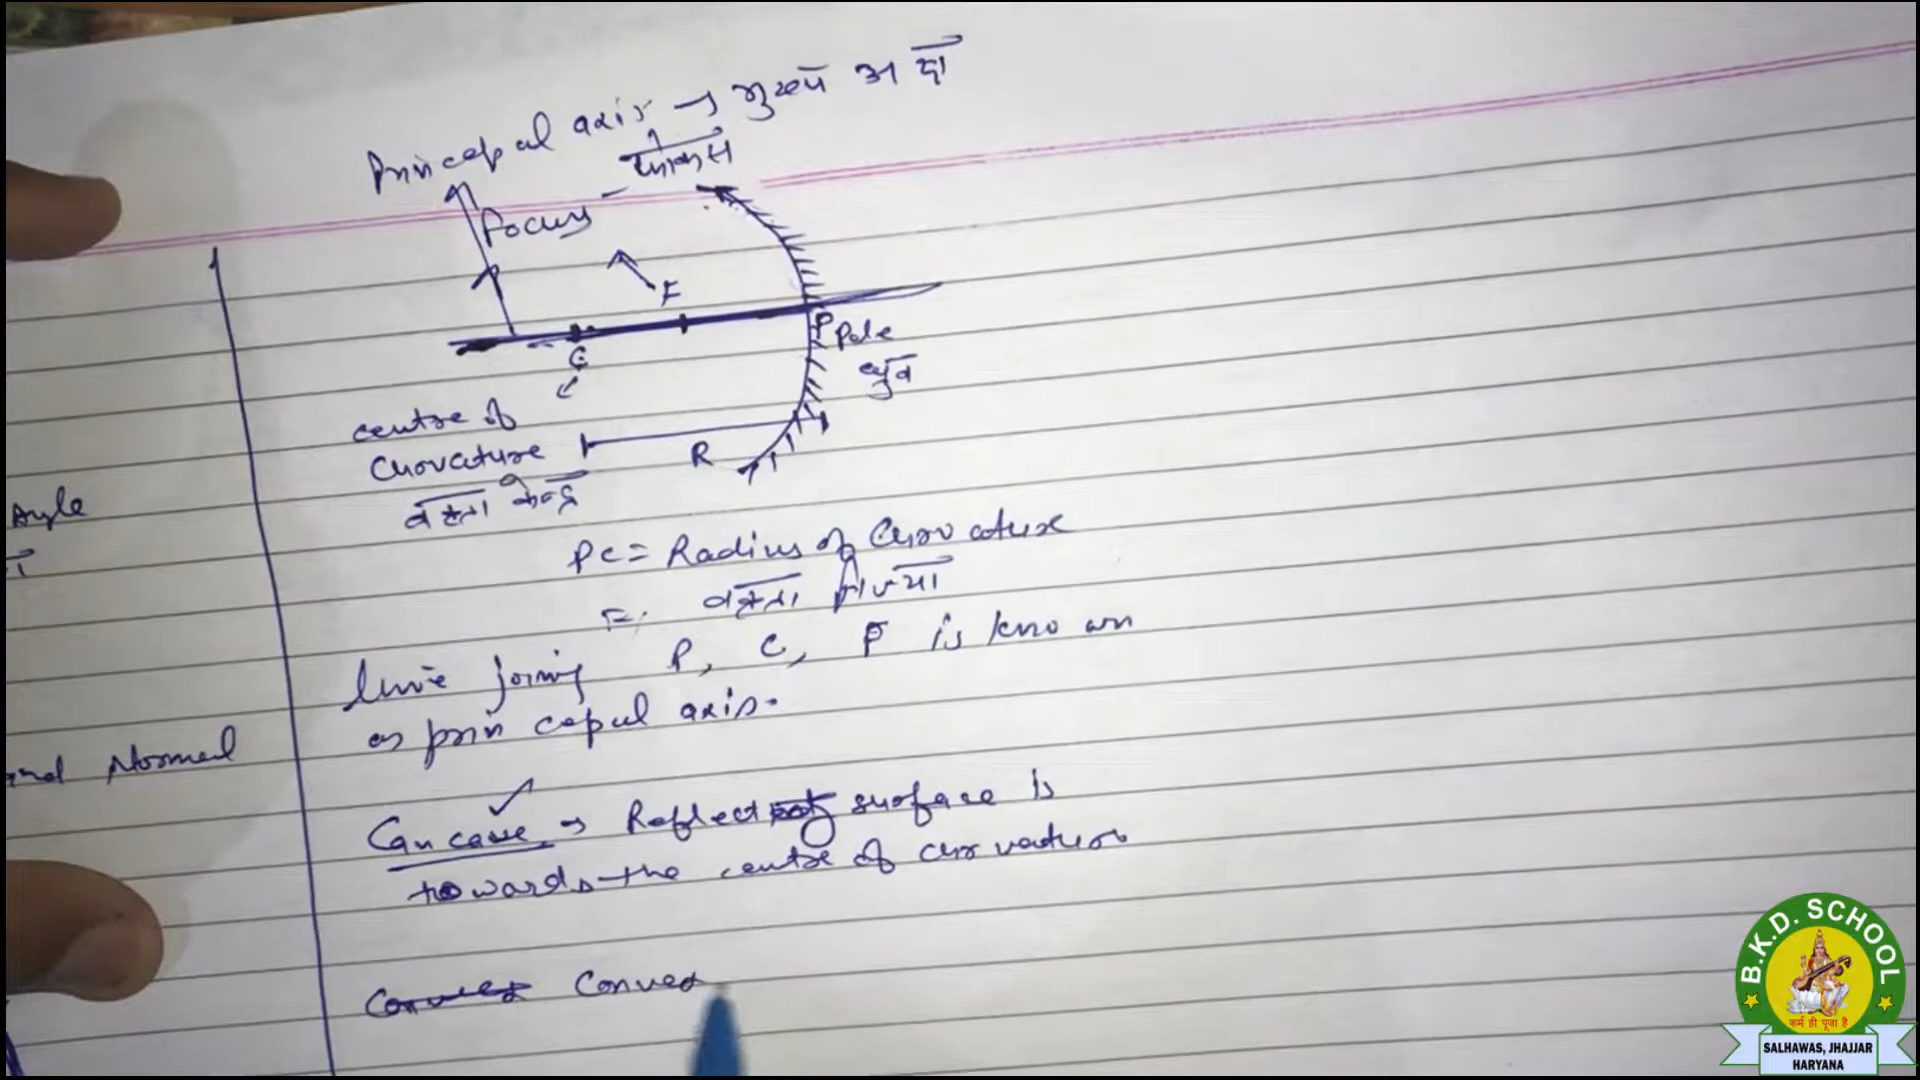 Principal axis → मुख्य अक्ष
फोकस
Focus -
F
C
P Pole
ध्रुव
centre of
Curvature
वक्रता केन्द्र
R
PC = Radius of Curvature
= वक्रता त्रिज्या
Angle
line joining P, C, F is known
as principal axis.
and Normal
Concave → Reflecting surface is
towards the centre of curvature
Convex Convex
B.K.D. SCHOOL
कर्म ही पूजा है
SALHAWAS, JHAJJAR
HARYANA